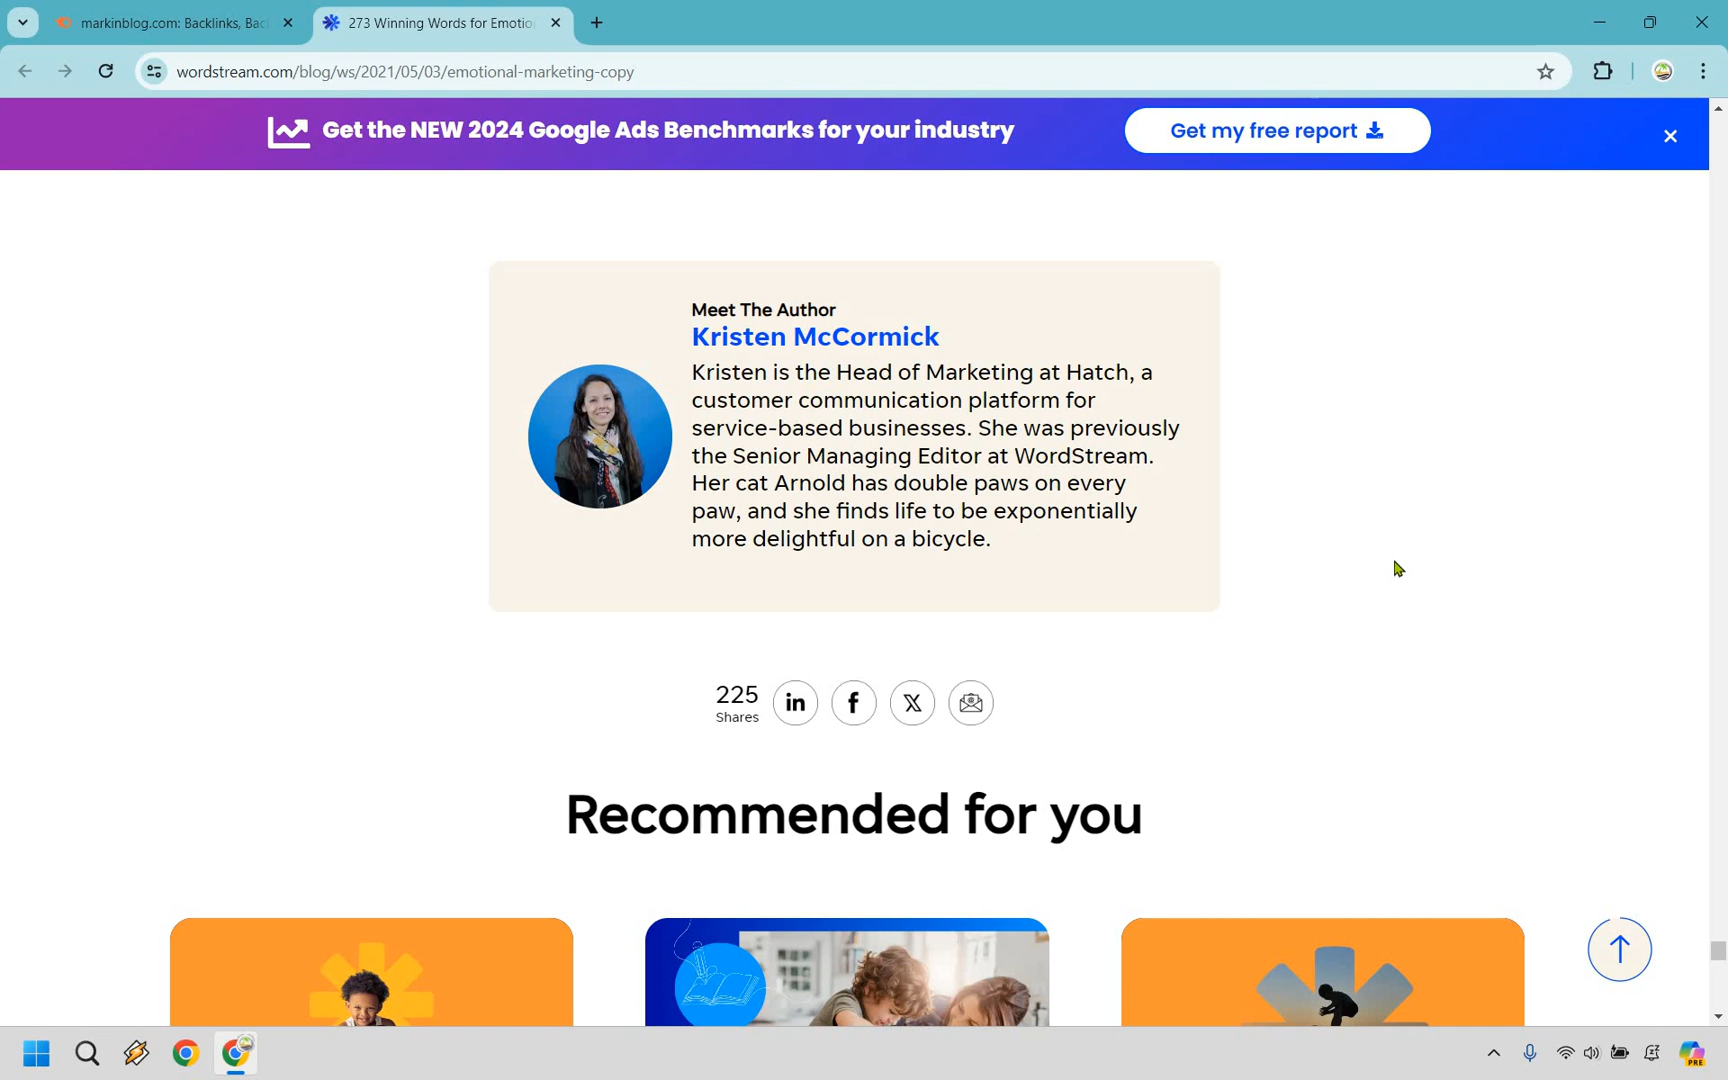 markinblog.com: Backlinks, Bac
273 Winning Words for Emotio
wordstream.com/blog/ws/2021/05/03/emotional-marketing-copy
Get the NEW 2024 Google Ads Benchmarks for your industry
Get my free report
Meet The Author
Kristen McCormick
Kristen is the Head of Marketing at Hatch, a
customer communication platform for
service-based businesses. She was previously
the Senior Managing Editor at WordStream.
Her cat Arnold has double paws on every
paw, and she finds life to be exponentially
more delightful on a bicycle.
225
Shares
Recommended for you
PRE